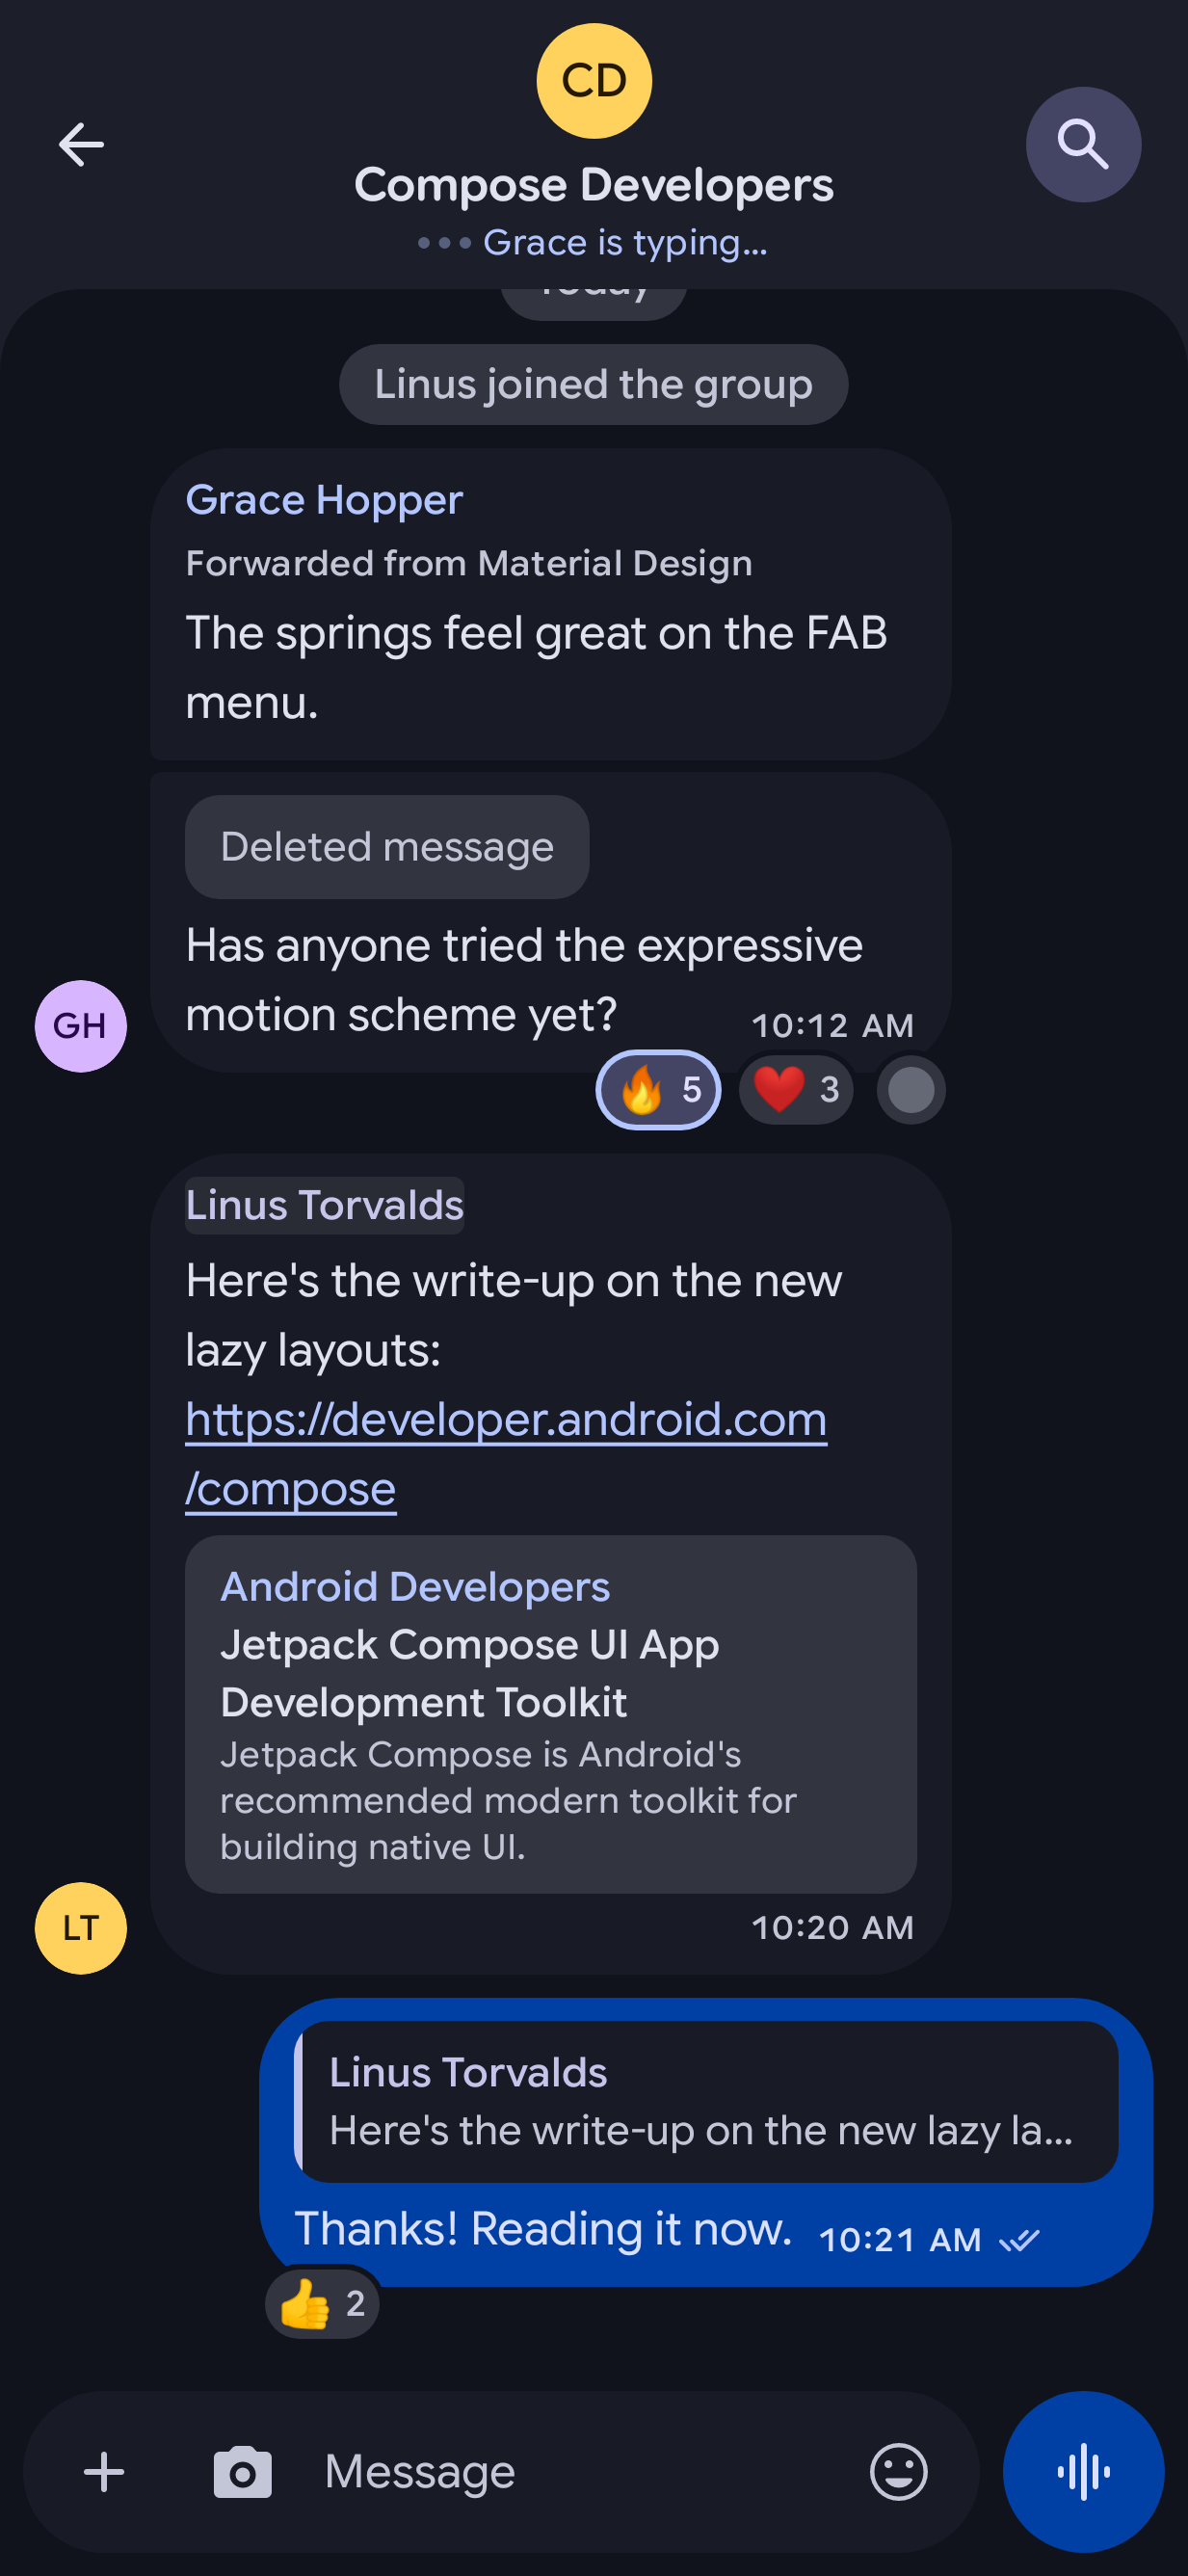 CD
Compose Developers
Grace is typing...
Today
Linus joined the group
Grace Hopper
Forwarded from Material Design
The springs feel great on the FAB
menu.
Deleted message
Has anyone tried the expressive
motion scheme yet?
10:12 AM
GH
🔥 5
❤️ 3
Linus Torvalds
Here's the write-up on the new
lazy layouts:
https://developer.android.com
/compose
Android Developers
Jetpack Compose UI App
Development Toolkit
Jetpack Compose is Android's
recommended modern toolkit for
building native UI.
LT
10:20 AM
Linus Torvalds
Here's the write-up on the new lazy la...
Thanks! Reading it now.
10:21 AM
👍 2
Message